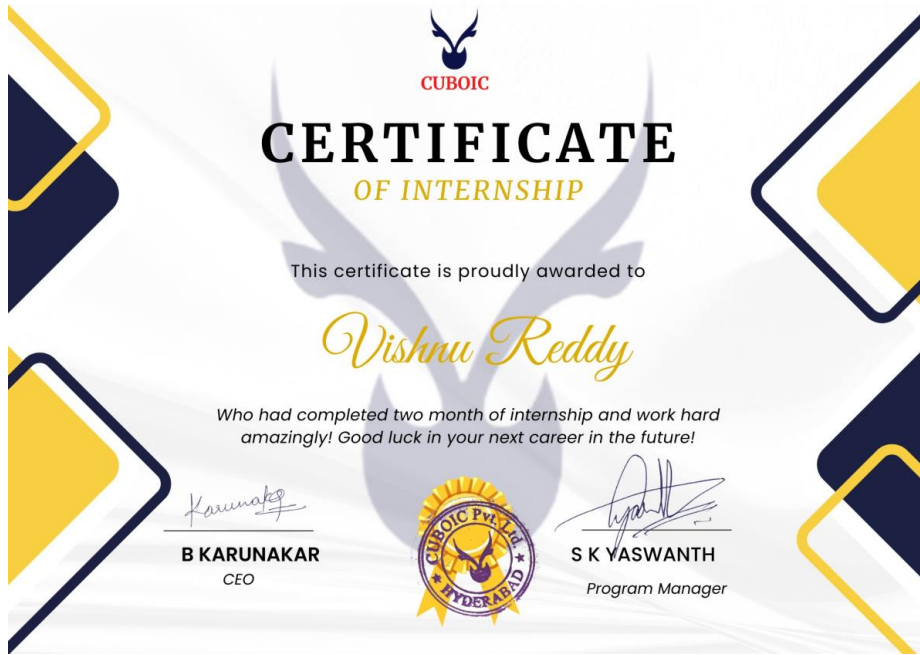 CUBOIC
CERTIFICATE
OF INTERNSHIP
This certificate is proudly awarded to
Vishnu Reddy
Who had completed two month of internship and work hard
amazingly! Good luck in your next career in the future!
Karunakar
B KARUNAKAR
CEO
CUBOIC Pvt. Ltd.
★ HYDERABAD ★
S K YASWANTH
Program Manager